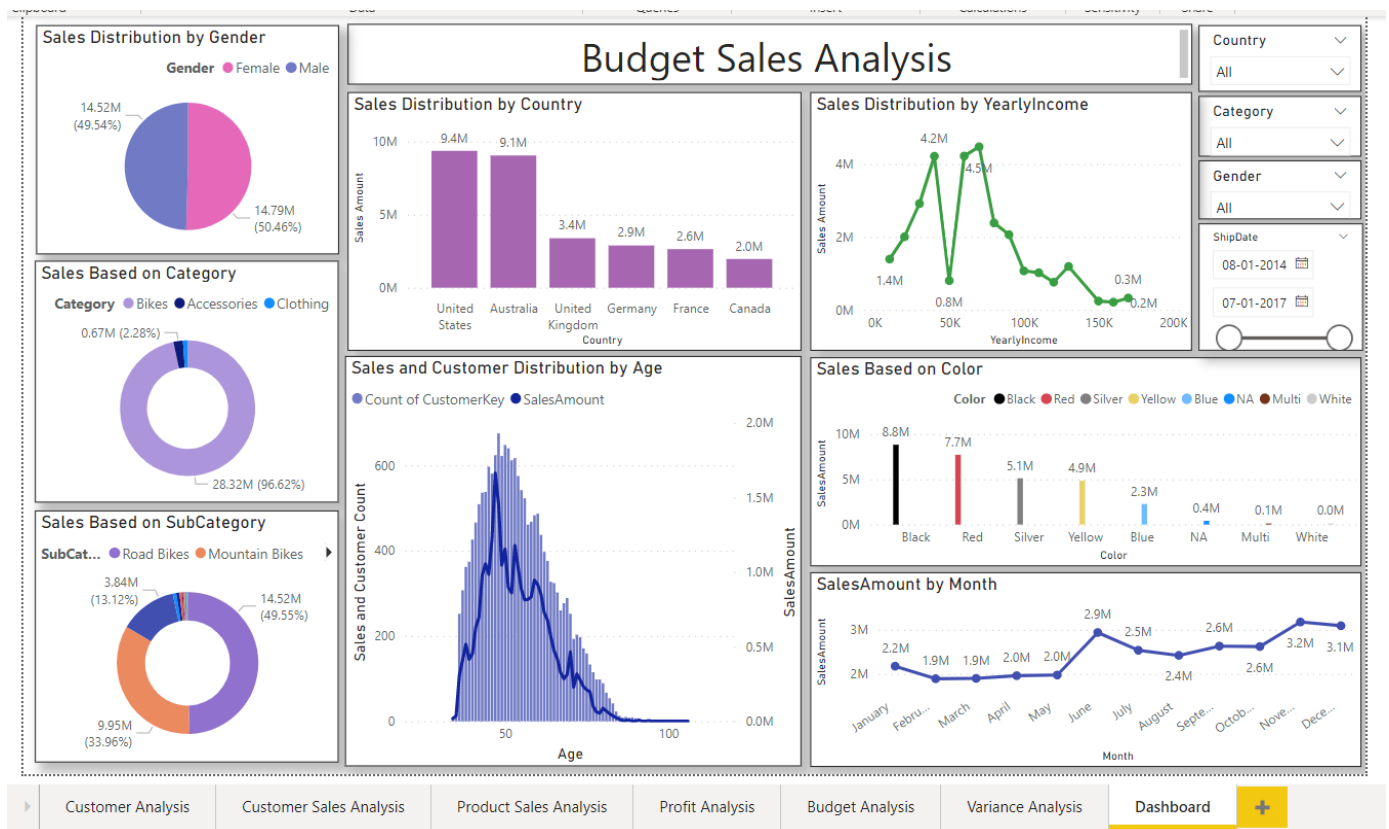 Clipboard Data Queries Insert Calculations Sensitivity Share
Sales Distribution by Gender
Gender Female Male
14.52M
(49.54%)
14.79M
(50.46%)
Budget Sales Analysis
Country
All
Category
All
Gender
All
ShipDate
08-01-2014
07-01-2017
Sales Distribution by Country
Sales Amount
10M
5M
0M
9.4M
9.1M
3.4M
2.9M
2.6M
2.0M
United
States
Australia
United
Kingdom
Germany
France
Canada
Country
Sales Distribution by YearlyIncome
Sales Amount
4M
2M
0M
1.4M
4.2M
0.8M
4.5M
0.3M
0.2M
0K
50K
100K
150K
200K
YearlyIncome
Sales Based on Category
Category Bikes Accessories Clothing
0.67M (2.28%)
28.32M (96.62%)
Sales and Customer Distribution by Age
Count of CustomerKey SalesAmount
Sales and Customer Count
600
400
200
0
2.0M
1.5M
1.0M
0.5M
0.0M
SalesAmount
50
100
Age
Sales Based on Color
Color Black Red Silver Yellow Blue NA Multi White
SalesAmount
10M
5M
0M
8.8M
7.7M
5.1M
4.9M
2.3M
0.4M
0.1M
0.0M
Black
Red
Silver
Yellow
Blue
NA
Multi
White
Color
Sales Based on SubCategory
SubCat... Road Bikes Mountain Bikes
3.84M
(13.12%)
14.52M
(49.55%)
9.95M
(33.96%)
SalesAmount by Month
SalesAmount
3M
2M
2.2M
1.9M
1.9M
2.0M
2.0M
2.9M
2.5M
2.4M
2.6M
2.6M
3.2M
3.1M
January
Febru...
March
April
May
June
July
August
Septe...
Octob...
Nove...
Dece...
Month
Customer Analysis
Customer Sales Analysis
Product Sales Analysis
Profit Analysis
Budget Analysis
Variance Analysis
Dashboard